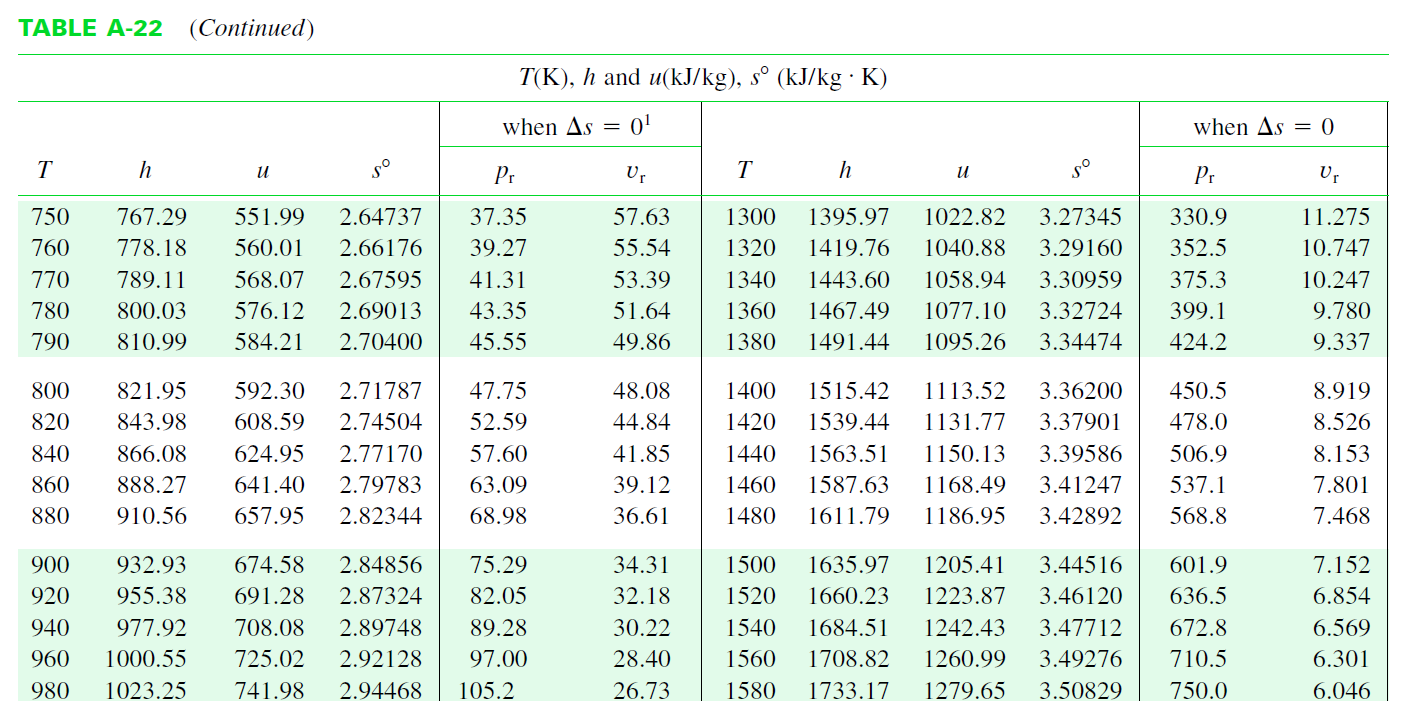 TABLE A-22 (Continued)
T(K), h and u(kJ/kg), s° (kJ/kg · K)
when Δs = 0¹ when Δs = 0
T h u s° pr vr T h u s° pr vr
750 767.29 551.99 2.64737 37.35 57.63 1300 1395.97 1022.82 3.27345 330.9 11.275
760 778.18 560.01 2.66176 39.27 55.54 1320 1419.76 1040.88 3.29160 352.5 10.747
770 789.11 568.07 2.67595 41.31 53.39 1340 1443.60 1058.94 3.30959 375.3 10.247
780 800.03 576.12 2.69013 43.35 51.64 1360 1467.49 1077.10 3.32724 399.1 9.780
790 810.99 584.21 2.70400 45.55 49.86 1380 1491.44 1095.26 3.34474 424.2 9.337
800 821.95 592.30 2.71787 47.75 48.08 1400 1515.42 1113.52 3.36200 450.5 8.919
820 843.98 608.59 2.74504 52.59 44.84 1420 1539.44 1131.77 3.37901 478.0 8.526
840 866.08 624.95 2.77170 57.60 41.85 1440 1563.51 1150.13 3.39586 506.9 8.153
860 888.27 641.40 2.79783 63.09 39.12 1460 1587.63 1168.49 3.41247 537.1 7.801
880 910.56 657.95 2.82344 68.98 36.61 1480 1611.79 1186.95 3.42892 568.8 7.468
900 932.93 674.58 2.84856 75.29 34.31 1500 1635.97 1205.41 3.44516 601.9 7.152
920 955.38 691.28 2.87324 82.05 32.18 1520 1660.23 1223.87 3.46120 636.5 6.854
940 977.92 708.08 2.89748 89.28 30.22 1540 1684.51 1242.43 3.47712 672.8 6.569
960 1000.55 725.02 2.92128 97.00 28.40 1560 1708.82 1260.99 3.49276 710.5 6.301
980 1023.25 741.98 2.94468 105.2 26.73 1580 1733.17 1279.65 3.50829 750.0 6.046